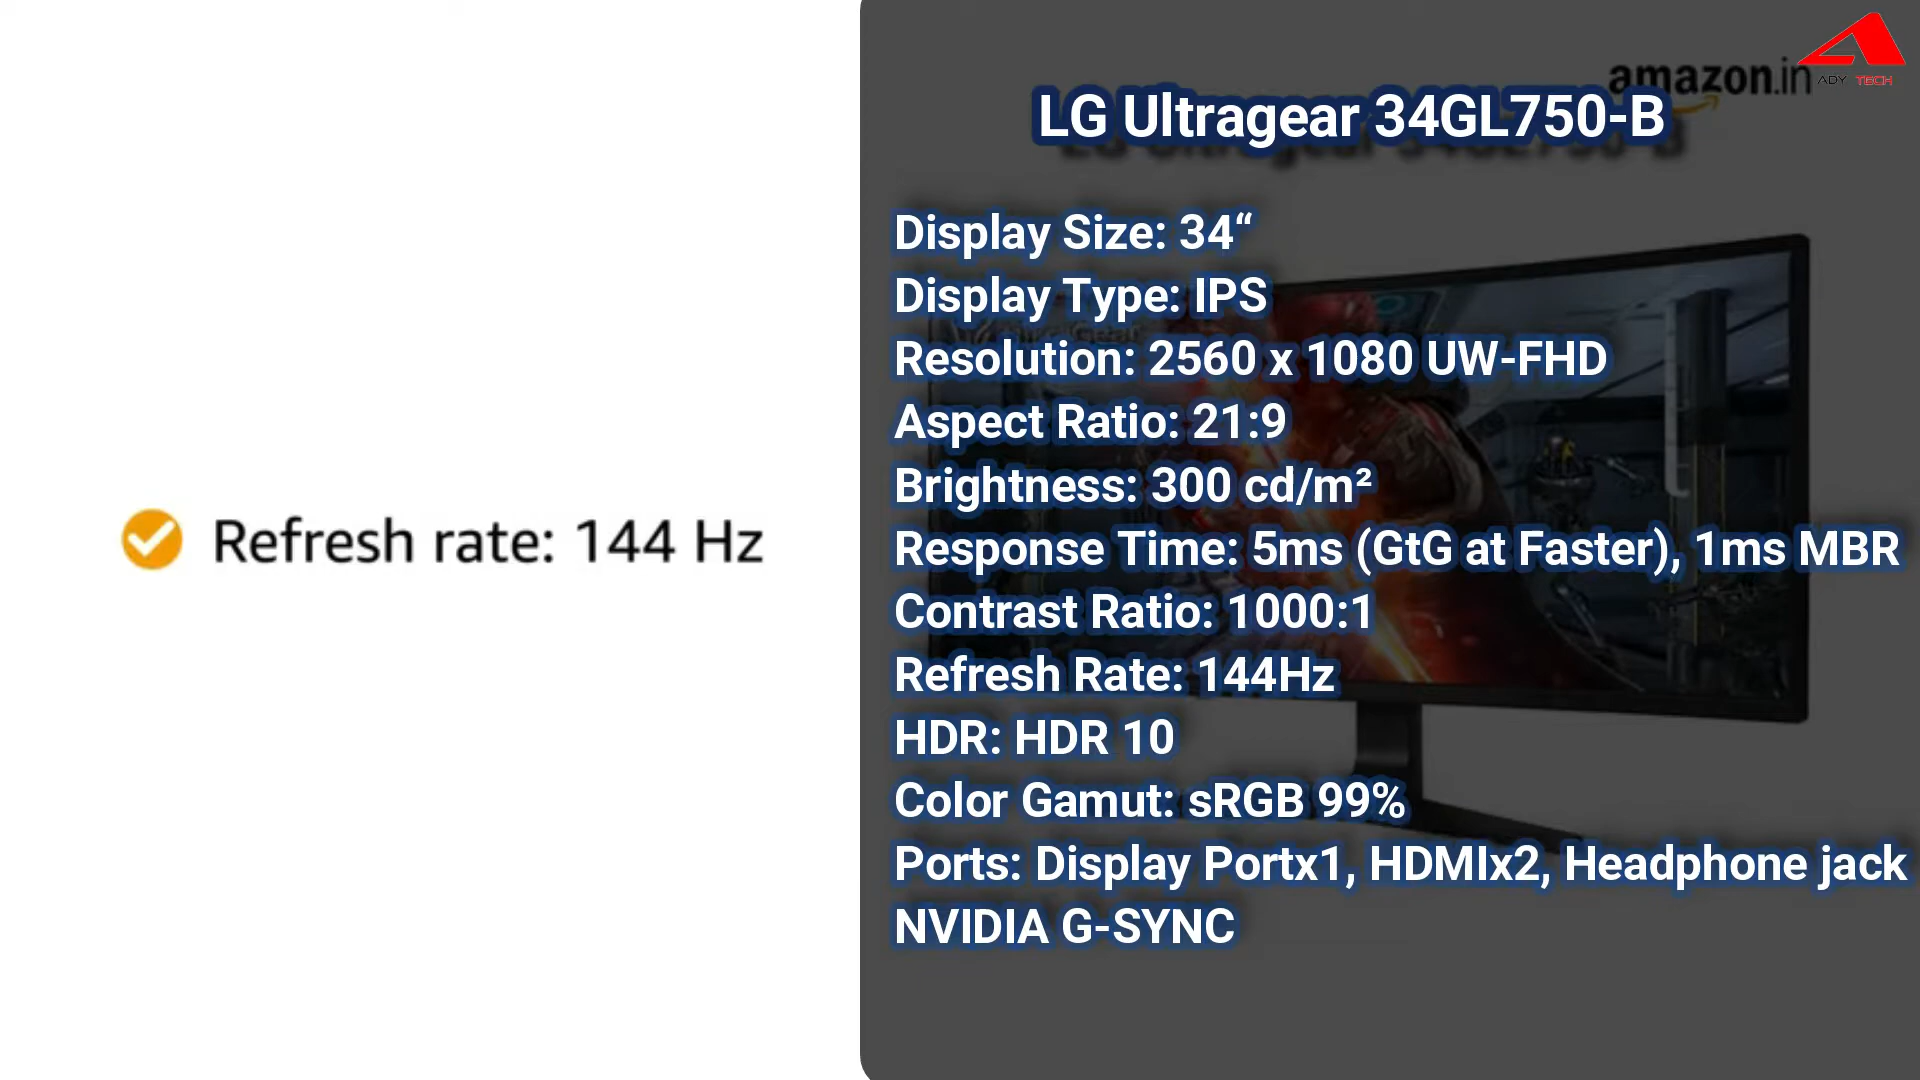 amazon.in
ADY TECH
LG Ultragear 34GL750-B
Display Size: 34“
Display Type: IPS
Resolution: 2560 x 1080 UW-FHD
Aspect Ratio: 21:9
Brightness: 300 cd/m²
Response Time: 5ms (GtG at Faster), 1ms MBR
Contrast Ratio: 1000:1
Refresh Rate: 144Hz
HDR: HDR 10
Color Gamut: sRGB 99%
Ports: Display Portx1, HDMIx2, Headphone jack
NVIDIA G-SYNC
Refresh rate: 144 Hz